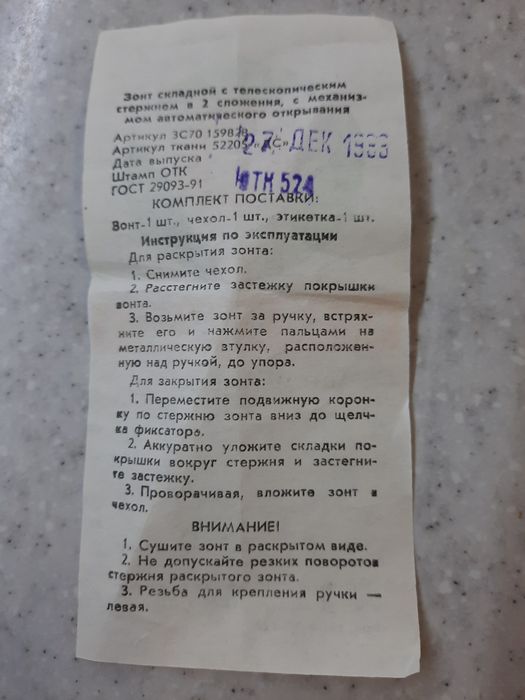 Зонт складной с телескопическим
стержнем в 2 сложения, с механиз-
мом автоматического открывания
Артикул ЗС70 15982
Артикул ткани 52205 «ДС» 27 ДЕК 1993
Дата выпуска
Штамп ОТК ОТК 524
ГОСТ 29093-91
КОМПЛЕКТ ПОСТАВКИ:
Зонт-1 шт., чехол-1 шт., этикетка-1 шт.
Инструкция по эксплуатации
Для раскрытия зонта:
1. Снимите чехол.
2. Расстегните застежку покрышки
зонта.
3. Возьмите зонт за ручку, встрях-
ните его и нажмите пальцами на
металлическую втулку, расположен-
ную над ручкой, до упора.
Для закрытия зонта:
1. Переместите подвижную корон-
ку по стержню зонта вниз до щелч-
ка фиксатора.
2. Аккуратно уложите складки по-
крышки вокруг стержня и застегни-
те застежку.
3. Проворачивая, вложите зонт в
чехол.
ВНИМАНИЕ!
1. Сушите зонт в раскрытом виде.
2. Не допускайте резких поворотов
стержня раскрытого зонта.
3. Резьба для крепления ручки —
левая.